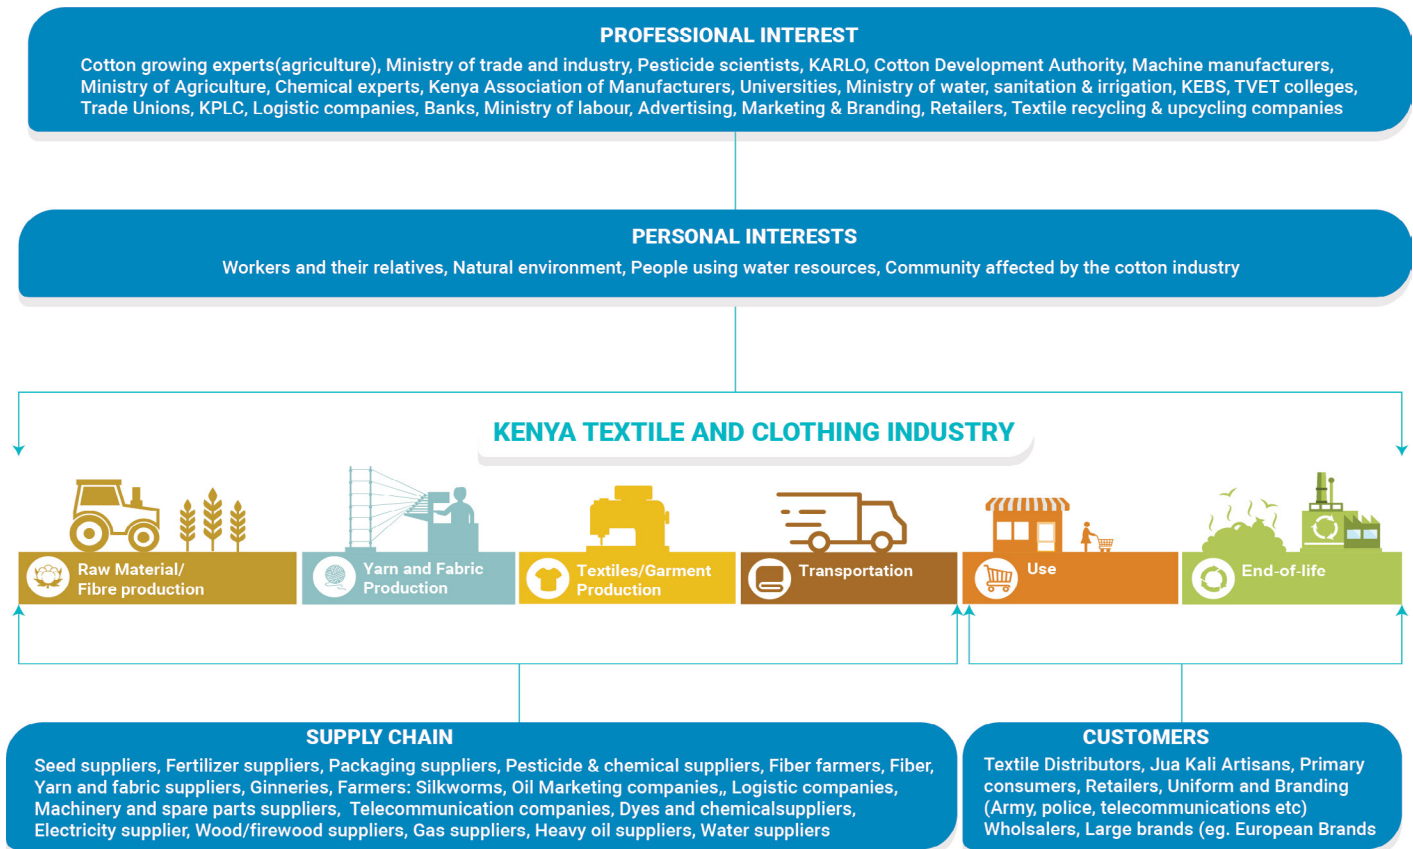 PROFESSIONAL INTEREST
Cotton growing experts(agriculture), Ministry of trade and industry, Pesticide scientists, KARLO, Cotton Development Authority, Machine manufacturers,
Ministry of Agriculture, Chemical experts, Kenya Association of Manufacturers, Universities, Ministry of water, sanitation & irrigation, KEBS, TVET colleges,
Trade Unions, KPLC, Logistic companies, Banks, Ministry of labour, Advertising, Marketing & Branding, Retailers, Textile recycling & upcycling companies
PERSONAL INTERESTS
Workers and their relatives, Natural environment, People using water resources, Community affected by the cotton industry
KENYA TEXTILE AND CLOTHING INDUSTRY
Raw Material/
Fibre production
Yarn and Fabric
Production
Textiles/Garment
Production
Transportation
Use
End-of-life
SUPPLY CHAIN
Seed suppliers, Fertilizer suppliers, Packaging suppliers, Pesticide & chemical suppliers, Fiber farmers, Fiber,
Yarn and fabric suppliers, Ginneries, Farmers: Silkworms, Oil Marketing companies,, Logistic companies,
Machinery and spare parts suppliers, Telecommunication companies, Dyes and chemicalsuppliers,
Electricity supplier, Wood/firewood suppliers, Gas suppliers, Heavy oil suppliers, Water suppliers
CUSTOMERS
Textile Distributors, Jua Kali Artisans, Primary
consumers, Retailers, Uniform and Branding
(Army, police, telecommunications etc)
Wholsalers, Large brands (eg. European Brands